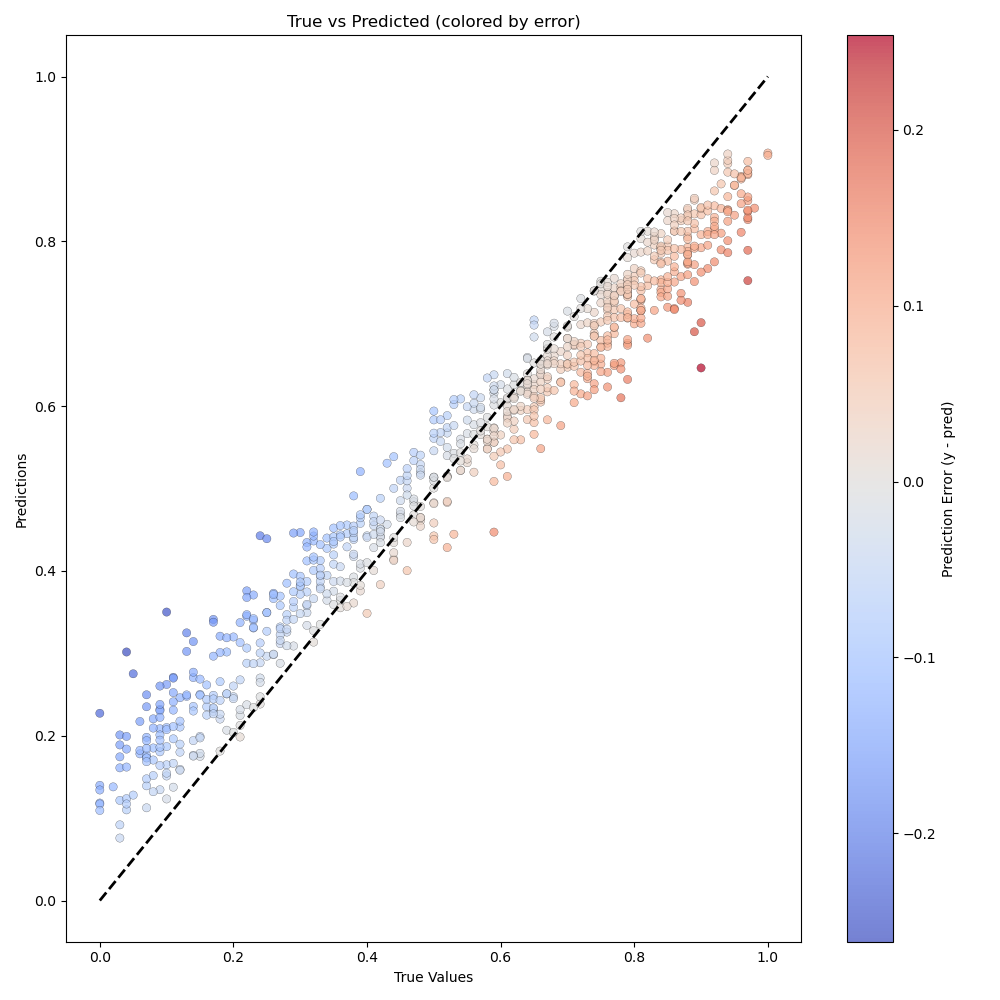 True vs Predicted (colored by error)
Predictions
1.0
0.8
0.6
0.4
0.2
0.0
0.0 0.2 0.4 0.6 0.8 1.0
True Values
0.2
0.1
0.0
−0.1
−0.2
Prediction Error (y - pred)